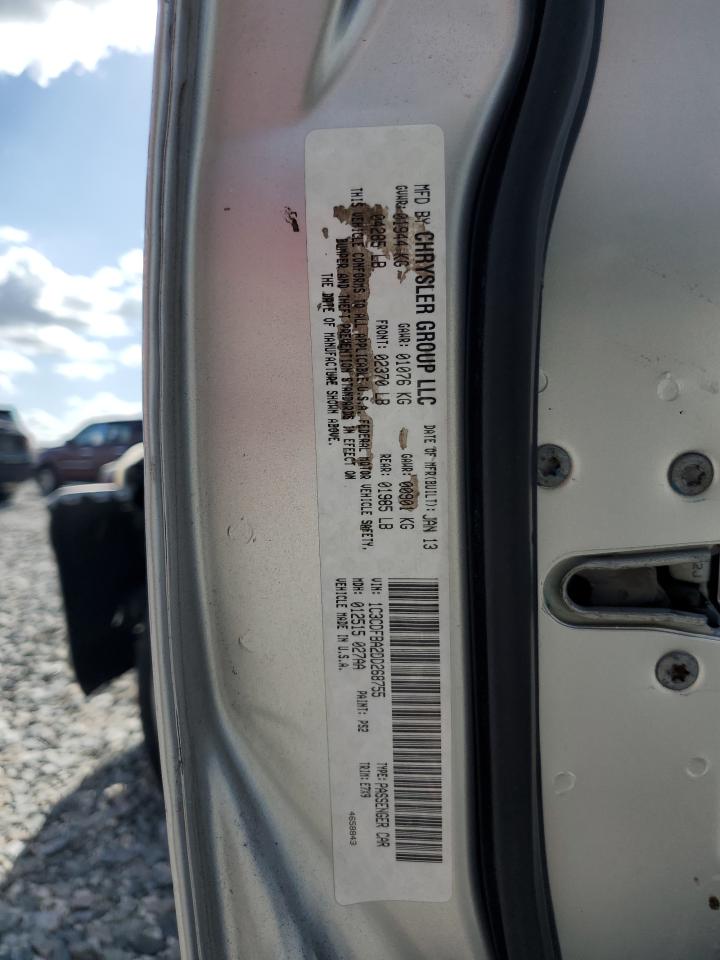 MFD BY CHRYSLER GROUP LLC DATE OF MFR(BUILT): JAN 13
GVWR: 01944 KG GAWR: 01076 KG GAWR: 00901 KG
04285 LB FRONT: 02370 LB REAR: 01985 LB
THIS VEHICLE CONFORMS TO ALL APPLICABLE U.S.A. FEDERAL MOTOR VEHICLE SAFETY,
BUMPER AND THEFT PREVENTION STANDARDS IN EFFECT ON
THE DATE OF MANUFACTURE SHOWN ABOVE.
VIN: 1C3CDFBA2DD268755 TYPE: PASSENGER CAR
MDH: 012515 027AA PAINT: PS2 TRIM: E7X9
VEHICLE MADE IN U.S.A.
4658843